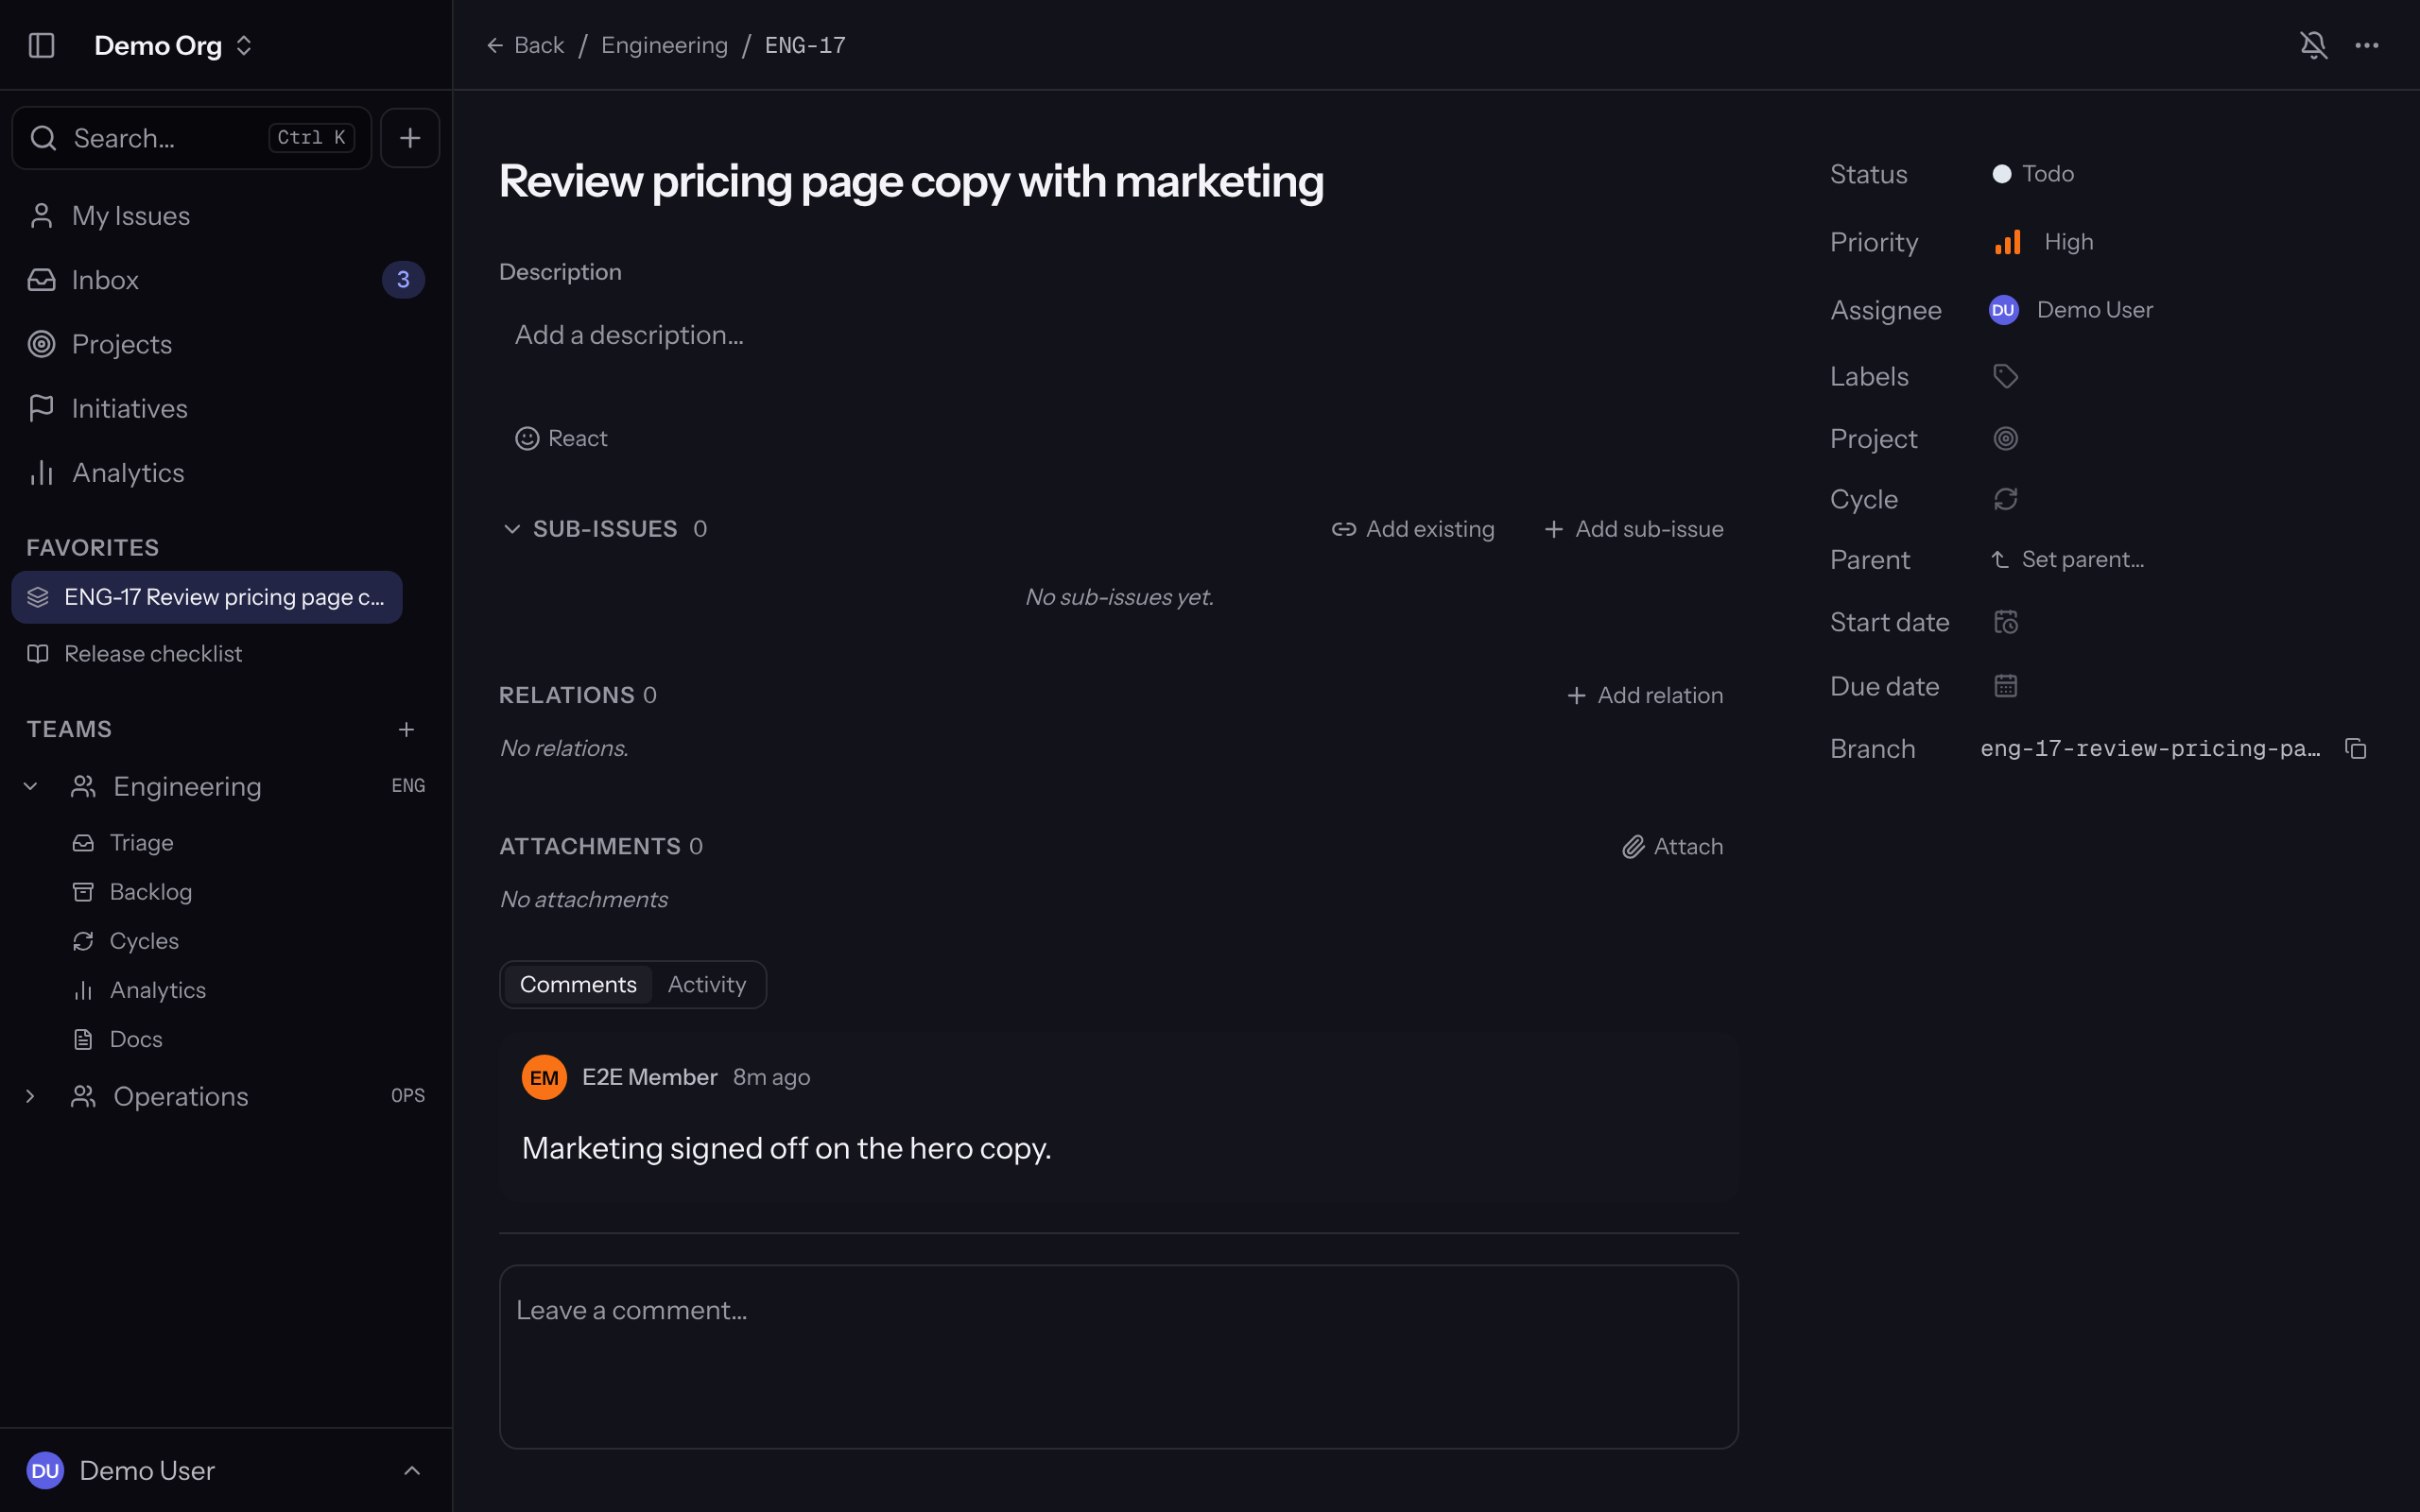 Demo Org
Search...
Ctrl K
My Issues
Inbox
3
Projects
Initiatives
Analytics
FAVORITES
ENG-17 Review pricing page c...
Release checklist
TEAMS
Engineering
ENG
Triage
Backlog
Cycles
Analytics
Docs
Operations
OPS
DU
Demo User
Back / Engineering / ENG-17
Review pricing page copy with marketing
Description
Add a description...
React
SUB-ISSUES 0
Add existing
Add sub-issue
No sub-issues yet.
RELATIONS 0
Add relation
No relations.
ATTACHMENTS 0
Attach
No attachments
Comments
Activity
EM
E2E Member 8m ago
Marketing signed off on the hero copy.
Leave a comment...
Status
Todo
Priority
High
Assignee
DU
Demo User
Labels
Project
Cycle
Parent
Set parent...
Start date
Due date
Branch
eng-17-review-pricing-pa...